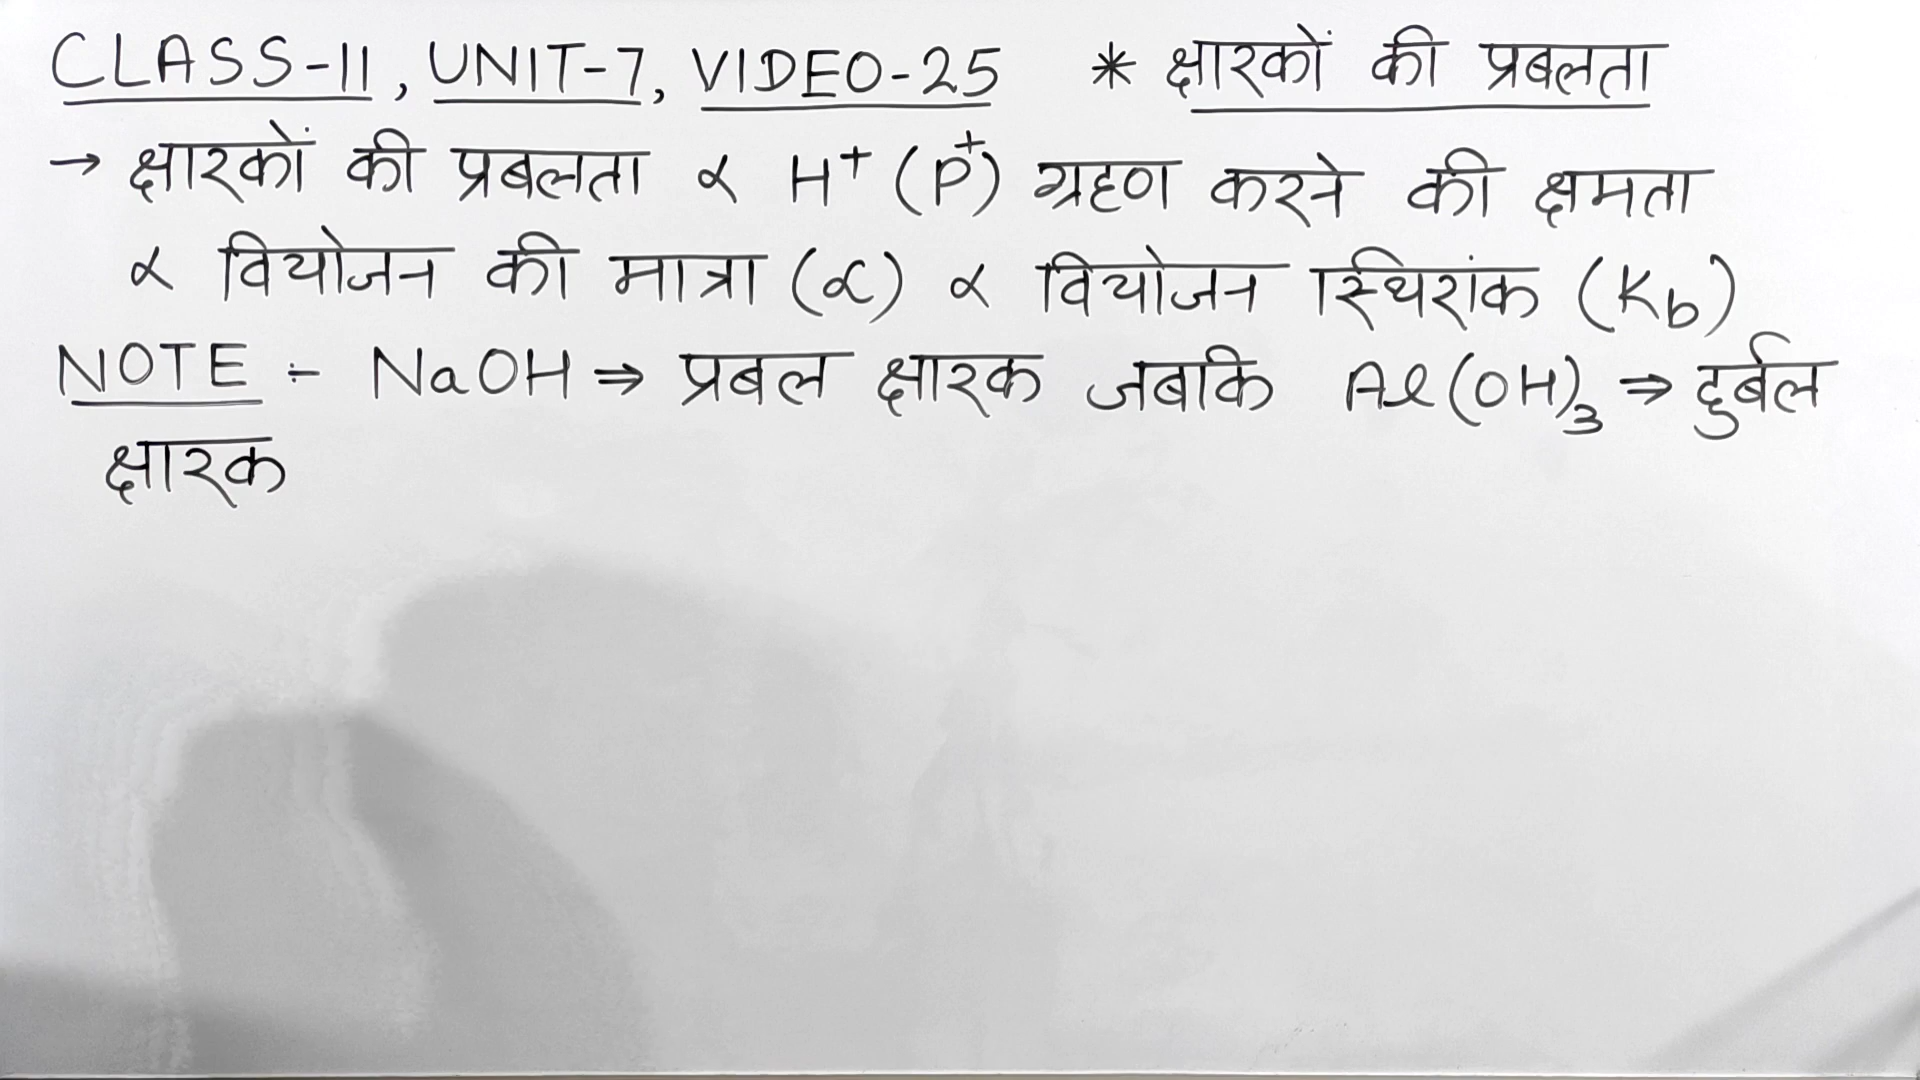 CLASS-11, UNIT-7, VIDEO-25 * क्षारकों की प्रबलता
→ क्षारकों की प्रबलता ∝ H⁺ (P⁺) ग्रहण करने की क्षमता
∝ वियोजन की मात्रा (α) ∝ वियोजन स्थिरांक (Kb)
NOTE :- NaOH ⇒ प्रबल क्षारक जबकि Al(OH)₃ ⇒ दुर्बल
क्षारक